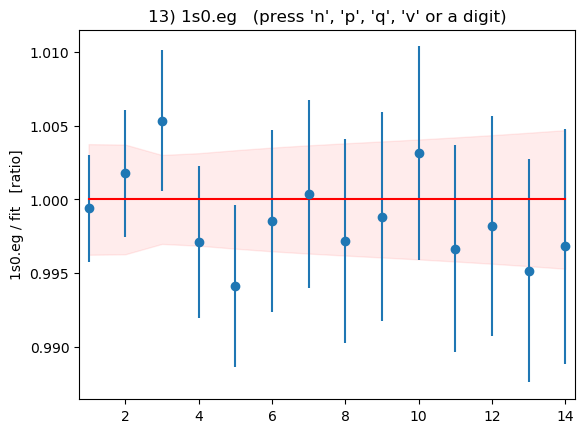 13) 1s0.eg   (press 'n', 'p', 'q', 'v' or a digit)
1s0.eg / fit   [ratio]
1.010
1.005
1.000
0.995
0.990
2 4 6 8 10 12 14